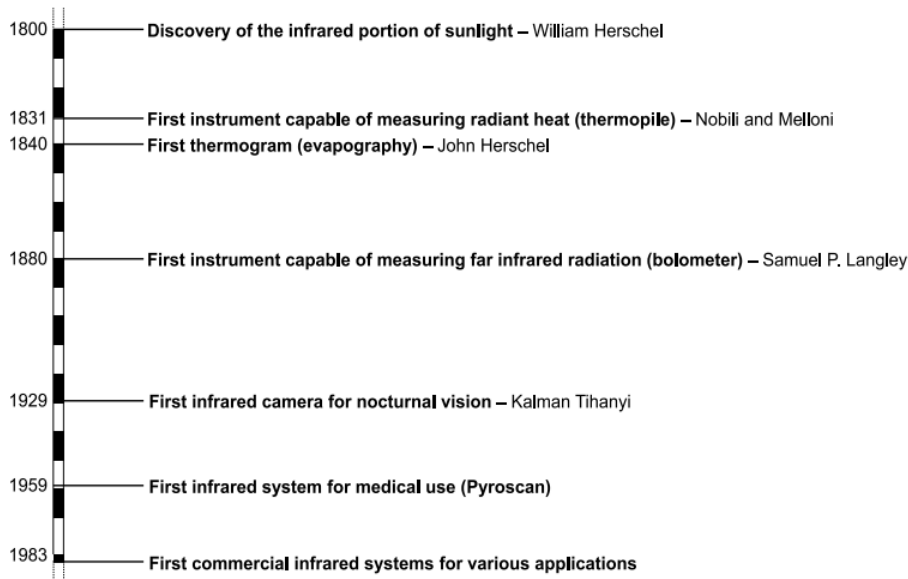 1800 Discovery of the infrared portion of sunlight – William Herschel
1831 First instrument capable of measuring radiant heat (thermopile) – Nobili and Melloni
1840 First thermogram (evapography) – John Herschel
1880 First instrument capable of measuring far infrared radiation (bolometer) – Samuel P. Langley
1929 First infrared camera for nocturnal vision – Kalman Tihanyi
1959 First infrared system for medical use (Pyroscan)
1983 First commercial infrared systems for various applications